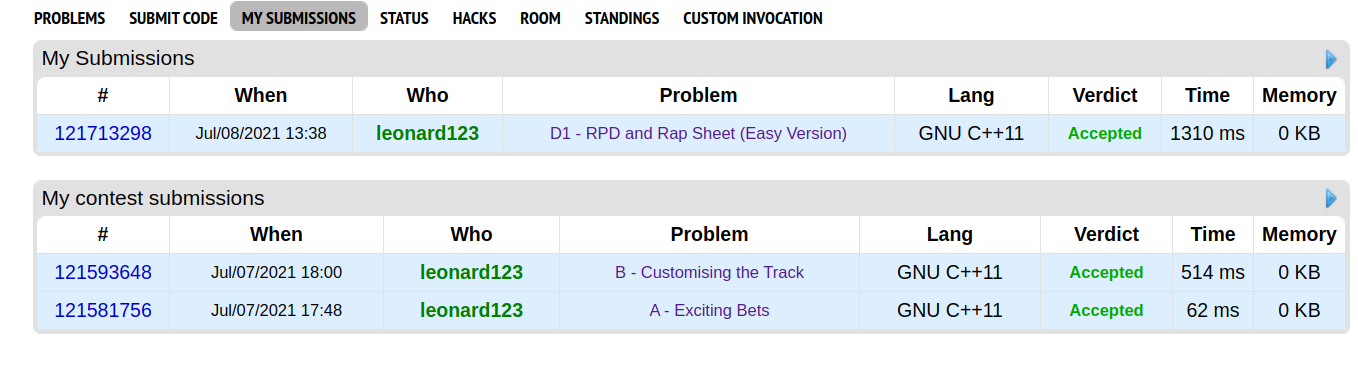 PROBLEMS SUBMIT CODE MY SUBMISSIONS STATUS HACKS ROOM STANDINGS CUSTOM INVOCATION
My Submissions
# When Who Problem Lang Verdict Time Memory
121713298 Jul/08/2021 13:38 leonard123 D1 - RPD and Rap Sheet (Easy Version) GNU C++11 Accepted 1310 ms 0 KB
My contest submissions
# When Who Problem Lang Verdict Time Memory
121593648 Jul/07/2021 18:00 leonard123 B - Customising the Track GNU C++11 Accepted 514 ms 0 KB
121581756 Jul/07/2021 17:48 leonard123 A - Exciting Bets GNU C++11 Accepted 62 ms 0 KB